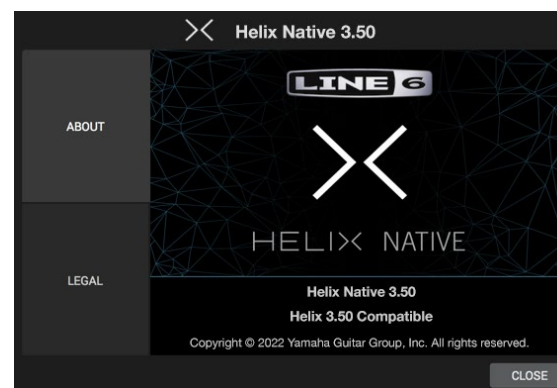 Helix Native 3.50
ABOUT
LINE 6
HELIX NATIVE
LEGAL
Helix Native 3.50
Helix 3.50 Compatible
Copyright © 2022 Yamaha Guitar Group, Inc. All rights reserved.
CLOSE